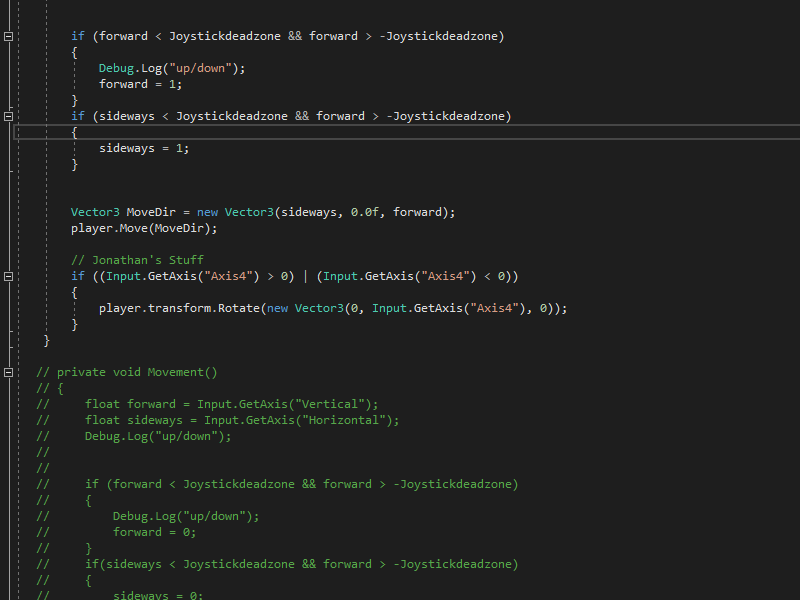 if (forward < Joystickdeadzone && forward > -Joystickdeadzone)
{
Debug.Log("up/down");
forward = 1;
}
if (sideways < Joystickdeadzone && forward > -Joystickdeadzone)
{
sideways = 1;
}
Vector3 MoveDir = new Vector3(sideways, 0.0f, forward);
player.Move(MoveDir);
// Jonathan's Stuff
if ((Input.GetAxis("Axis4") > 0) | (Input.GetAxis("Axis4") < 0))
{
player.transform.Rotate(new Vector3(0, Input.GetAxis("Axis4"), 0));
}
}
// private void Movement()
// {
//     float forward = Input.GetAxis("Vertical");
//     float sideways = Input.GetAxis("Horizontal");
//     Debug.Log("up/down");
//
//
//     if (forward < Joystickdeadzone && forward > -Joystickdeadzone)
//     {
//         Debug.Log("up/down");
//         forward = 0;
//     }
//     if(sideways < Joystickdeadzone && forward > -Joystickdeadzone)
//     {
//         sideways = 0;